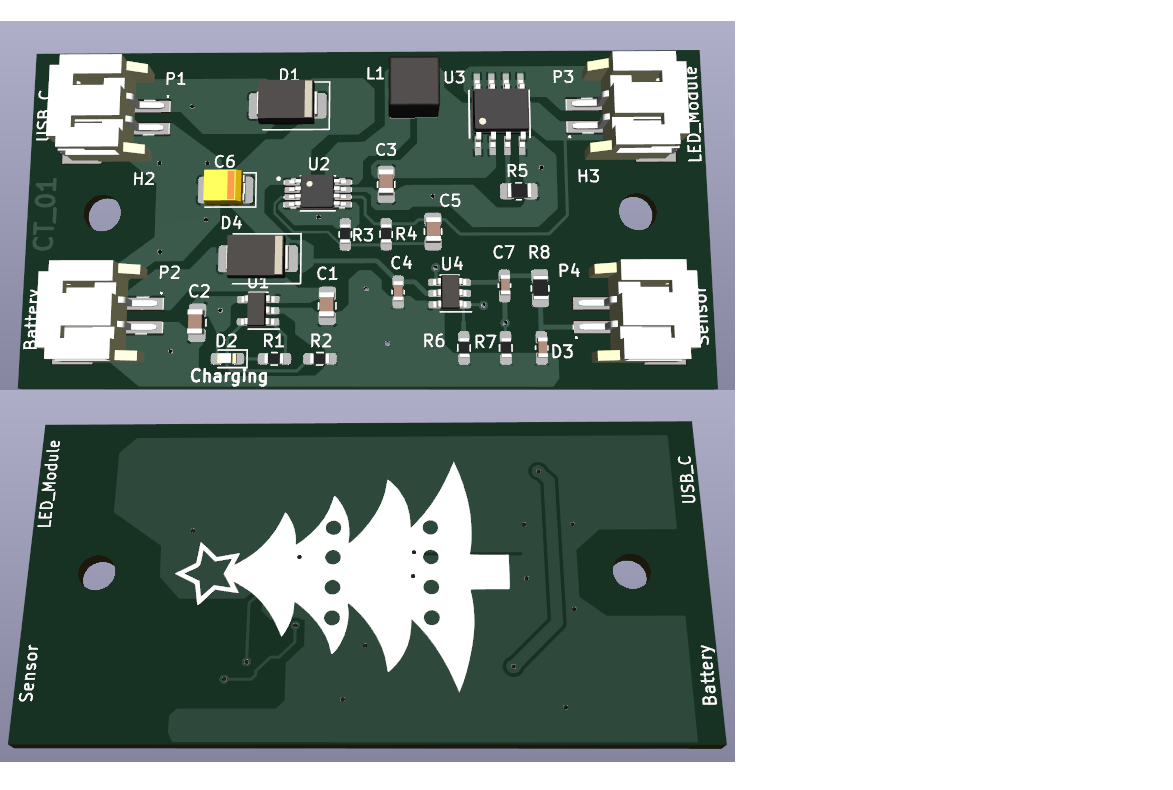 P1
D1
L1
U3
P3
USB_C
LED_Module
H2
C6
U2
C3
R5
H3
CT_01
D4
R3
R4
C5
P2
C2
U1
C1
C4
U4
C7
R8
P4
Battery
Sensor
D2
R1
R2
R6
R7
D3
Charging
LED_Module
USB_C
Sensor
Battery